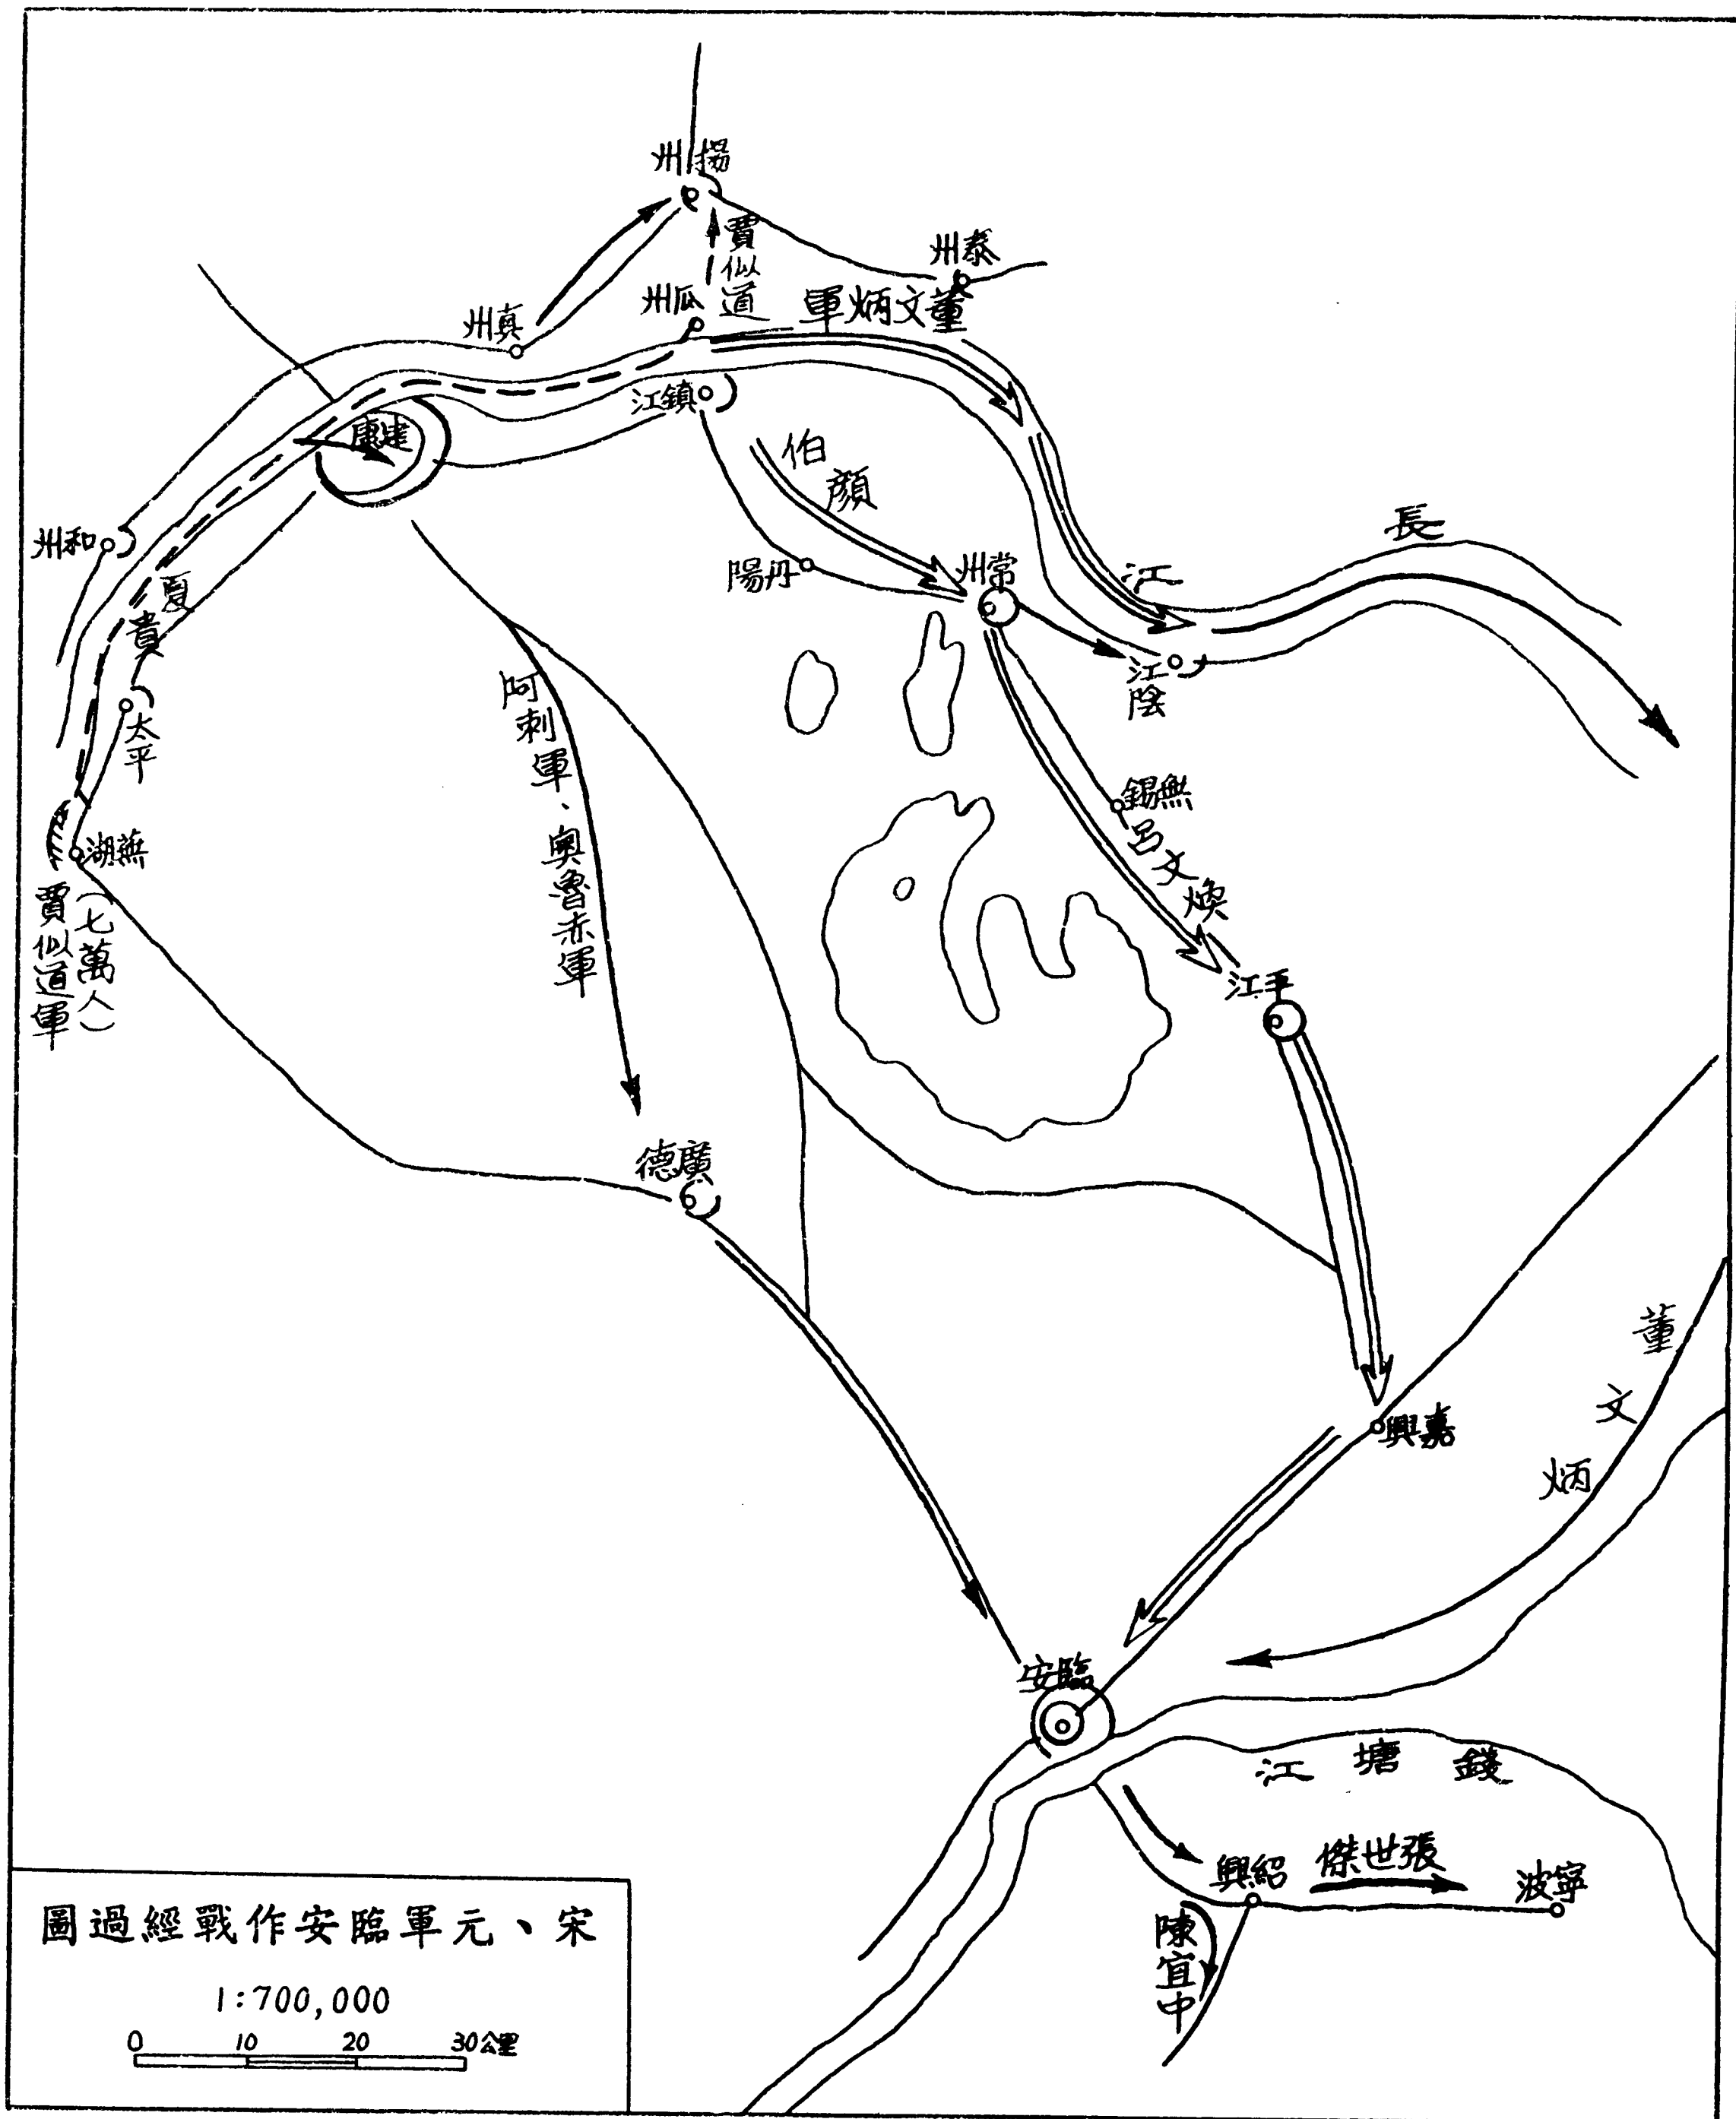 揚州
泰州
賈似道
瓜州
真州
董文炳軍
鎮江
建康
伯顏
和州
丹陽
常州
長江
夏貴
江陰
太平
阿剌軍、奧魯赤軍
無錫
呂文煥
蕪湖
賈似道軍
(七萬人)
平江
廣德
董文炳
嘉興
臨安
錢塘江
紹興
張世傑
寧波
陳宜中
宋、元軍臨安作戰經過圖
1:700,000
0 10 20 30公里